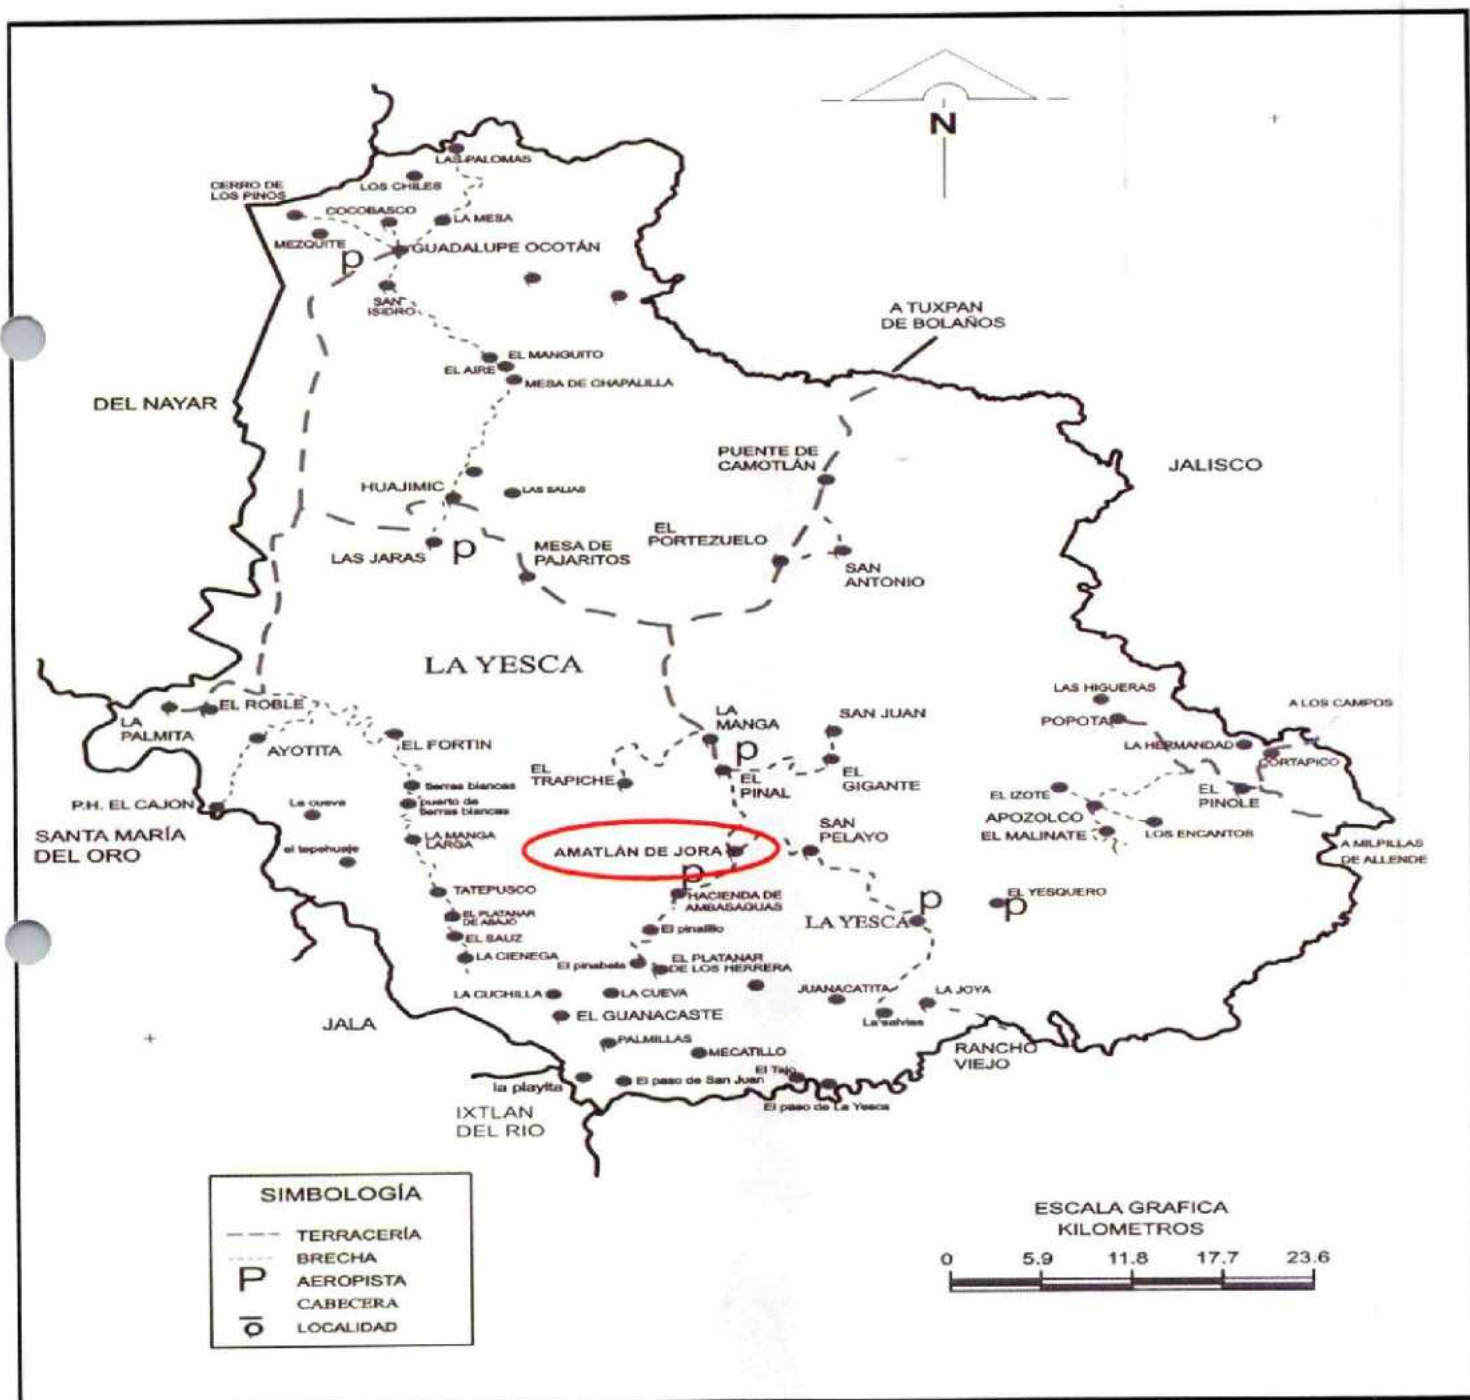 N
LAS PALOMAS
LOS CHILES
CERRO DE
LOS PINOS
COCOBASCO
LA MESA
MEZQUITE
P
GUADALUPE OCOTÁN
SAN
ISIDRO
A TUXPAN
DE BOLAÑOS
EL MANGUITO
EL AIRE
MESA DE CHAPALILLA
DEL NAYAR
PUENTE DE
CAMOTLÁN
JALISCO
HUAJIMIC
LAS SALIAS
EL
PORTEZUELO
LAS JARAS
P
MESA DE
PAJARITOS
SAN
ANTONIO
LA YESCA
LAS HIGUERAS
A LOS CAMPOS
EL ROBLE
LA
PALMITA
AYOTITA
EL FORTIN
LA
MANGA
SAN JUAN
POPOTA
LA HERMANDAD
CORTAPICO
P
EL
TRAPICHE
EL
PINAL
EL
GIGANTE
Tierras blancas
puerto de
Tierras blancas
P.H. EL CAJON
La cueva
EL IZOTE
EL
PINOLE
APOZOLCO
EL MALINATE
LOS ENCANTOS
SANTA MARÍA
DEL ORO
LA MANGA
LARGA
el tepehuaje
AMATLÁN DE JORA
SAN
PELAYO
A MILPILLAS
DE ALLENDE
P
TATEPUSCO
HACIENDA DE
AMBASAGUAS
P
EL YESQUERO
P
EL PLATANAR
DE ABAJO
El pinalillo
LA YESCA
EL SAUZ
LA CIENEGA
El pinabete
EL PLATANAR
DE LOS HERRERA
LA CUCHILLA
LA CUEVA
JUANACATITA
LA JOYA
JALA
EL GUANACASTE
La salvias
PALMILLAS
MECATILLO
RANCHO
VIEJO
El Tajo
la playita
El paso de San Juan
El paso de La Yesca
IXTLAN
DEL RIO
SIMBOLOGÍA
TERRACERÍA
BRECHA
P AEROPISTA
CABECERA
LOCALIDAD
ESCALA GRAFICA
KILOMETROS
0 5.9 11.8 17.7 23.6